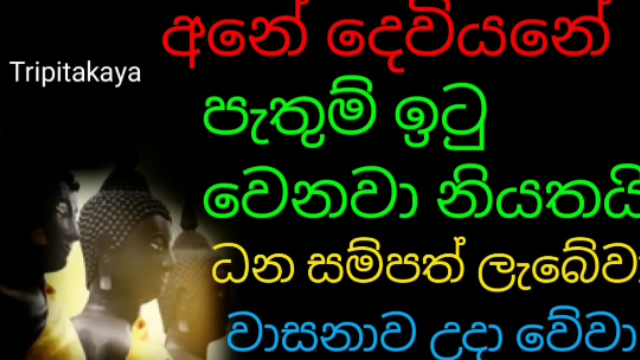 අනේ දෙවියනේ
Tripitakaya
පැතුම් ඉටු
වෙනවා නියතයි
ධන සම්පත් ලැබේවා
වාසනාව උදා වේවා